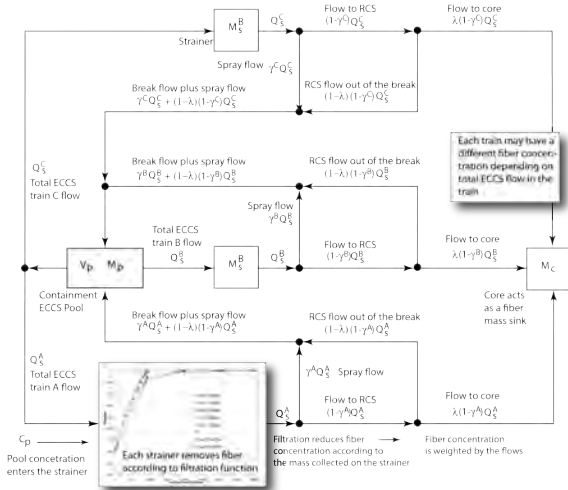 M_S^B
Q_S^C
Flow to RCS
(1-γ^C)Q_S^C
Flow to core
λ(1-γ^C)Q_S^C
Strainer
Spray flow
γ^C Q_S^C
Break flow plus spray flow
γ^C Q_S^C + (1-λ)(1-γ^C)Q_S^C
RCS flow out of the break
(1-λ)(1-γ^C)Q_S^C
Q_S^C
Total ECCS
train C flow
Break flow plus spray flow
γ^B Q_S^B + (1-λ)(1-γ^B)Q_S^B
RCS flow out of the break
(1-λ)(1-γ^B)Q_S^B
Each train may have a
different fiber concen-
tration depending on
total ECCS flow in the
train
Spray flow
γ^B Q_S^B
Total ECCS
train B flow
V_p M_p
Q_S^B
M_S^B
Q_S^B
Flow to RCS
(1-γ^B)Q_S^B
Flow to core
λ(1-γ^B)Q_S^B
M_C
Containment
ECCS Pool
Core acts
as a fiber
mass sink
Break flow plus spray flow
γ^A Q_S^A + (1-λ)(1-γ^A)Q_S^A
RCS flow out of the break
(1-λ)(1-γ^A)Q_S^A
Q_S^A
Total ECCS
train A flow
γ^A Q_S^A Spray flow
Flow to RCS
(1-γ^A)Q_S^A
Flow to core
λ(1-γ^A)Q_S^A
Q_S^A
C_p
Pool concetration
enters the strainer
Each strainer removes fiber
according to filtration function
Filtration reduces fiber
concentration according to
the mass collected on the strainer
Fiber concentration
is weighted by the flows